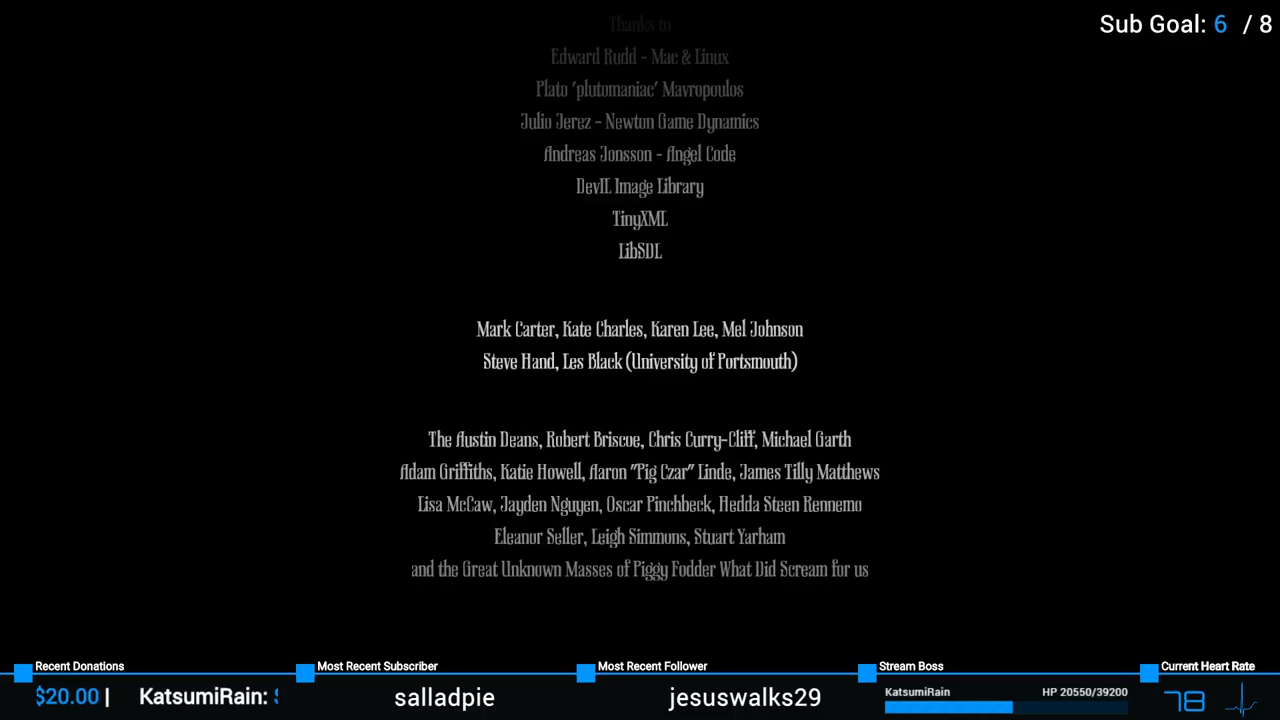 Thanks to
Sub Goal: 6 / 8
Edward Rudd - Mac & Linux
Plato 'plutomaniac' Mavropoulos
Julio Jerez - Newton Game Dynamics
Andreas Jonsson - Angel Code
DevIL Image Library
TinyXML
LibSDL
Mark Carter, Kate Charles, Karen Lee, Mel Johnson
Steve Hand, Les Black (University of Portsmouth)
The Austin Deans, Robert Briscoe, Chris Curry-Cliff, Michael Garth
Adam Griffiths, Katie Howell, Aaron "Pig Czar" Linde, James Tilly Matthews
Lisa McCaw, Jayden Nguyen, Oscar Pinchbeck, Hedda Steen Rennemo
Eleanor Seller, Leigh Simmons, Stuart Yarham
and the Great Unknown Masses of Piggy Fodder What Did Scream for us
Recent Donations
$20.00 | KatsumiRain:
Most Recent Subscriber
salladpie
Most Recent Follower
jesuswalks29
Stream Boss
KatsumiRain HP 20550/39200
Current Heart Rate
78